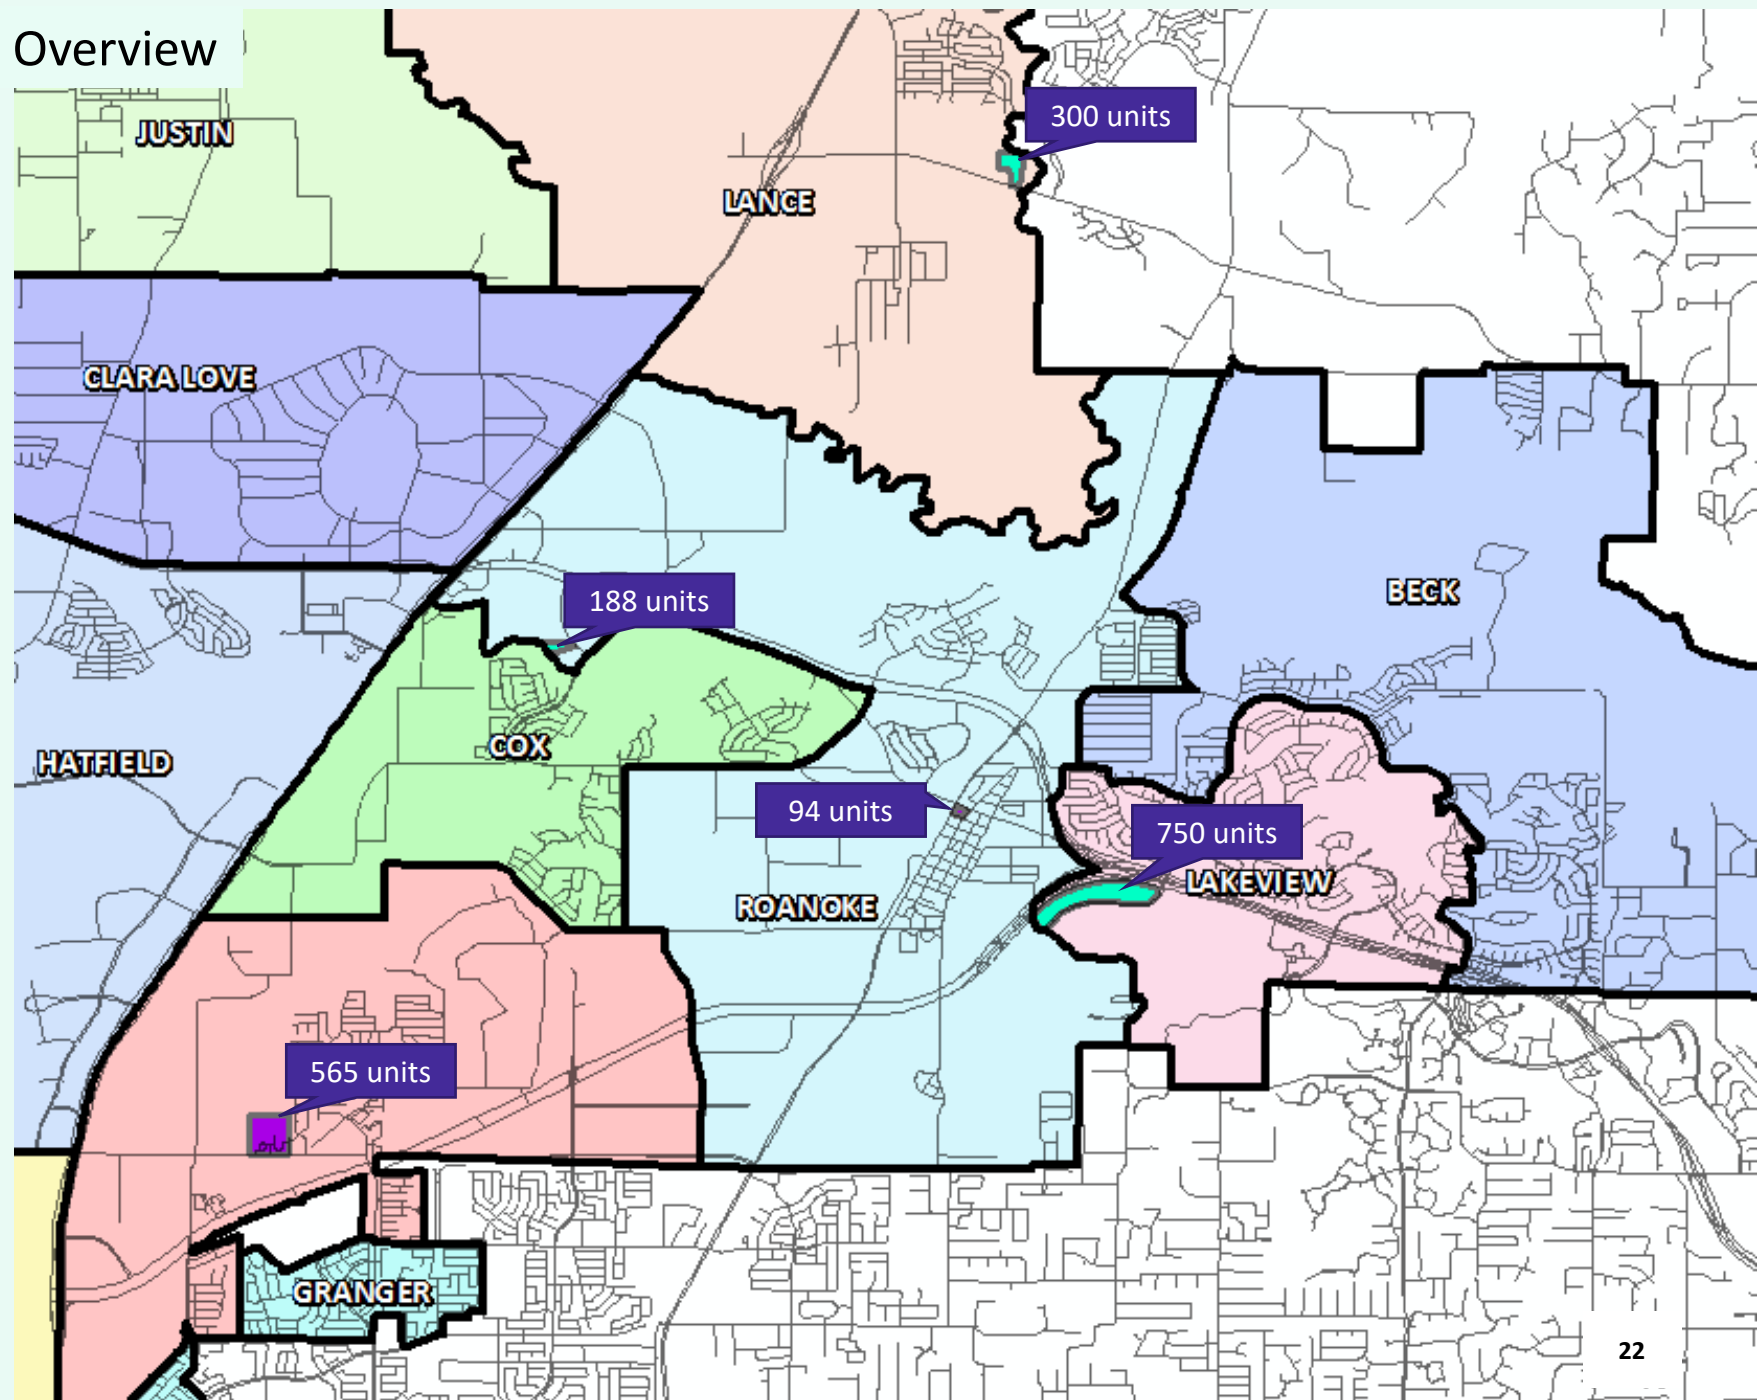 Overview
JUSTIN
300 units
LANCE
CLARA LOVE
188 units
BECK
COX
HATFIELD
94 units
750 units
LAKEVIEW
ROANOKE
565 units
GRANGER
22